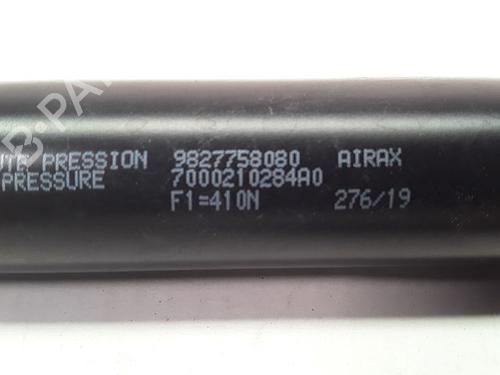 PRESSION 9827758080 AIRAX
PRESSURE 7000210284A0
F1=410N 276/19